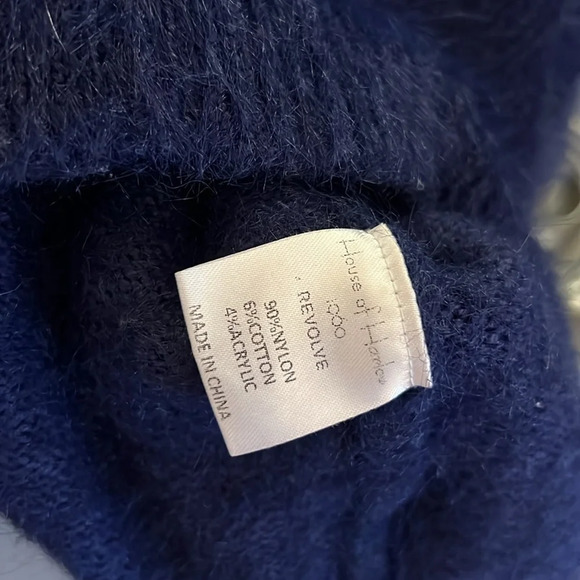 House of Harlow
1960
REVOLVE
90%NYLON
6%COTTON
4%ACRYLIC
MADE IN CHINA